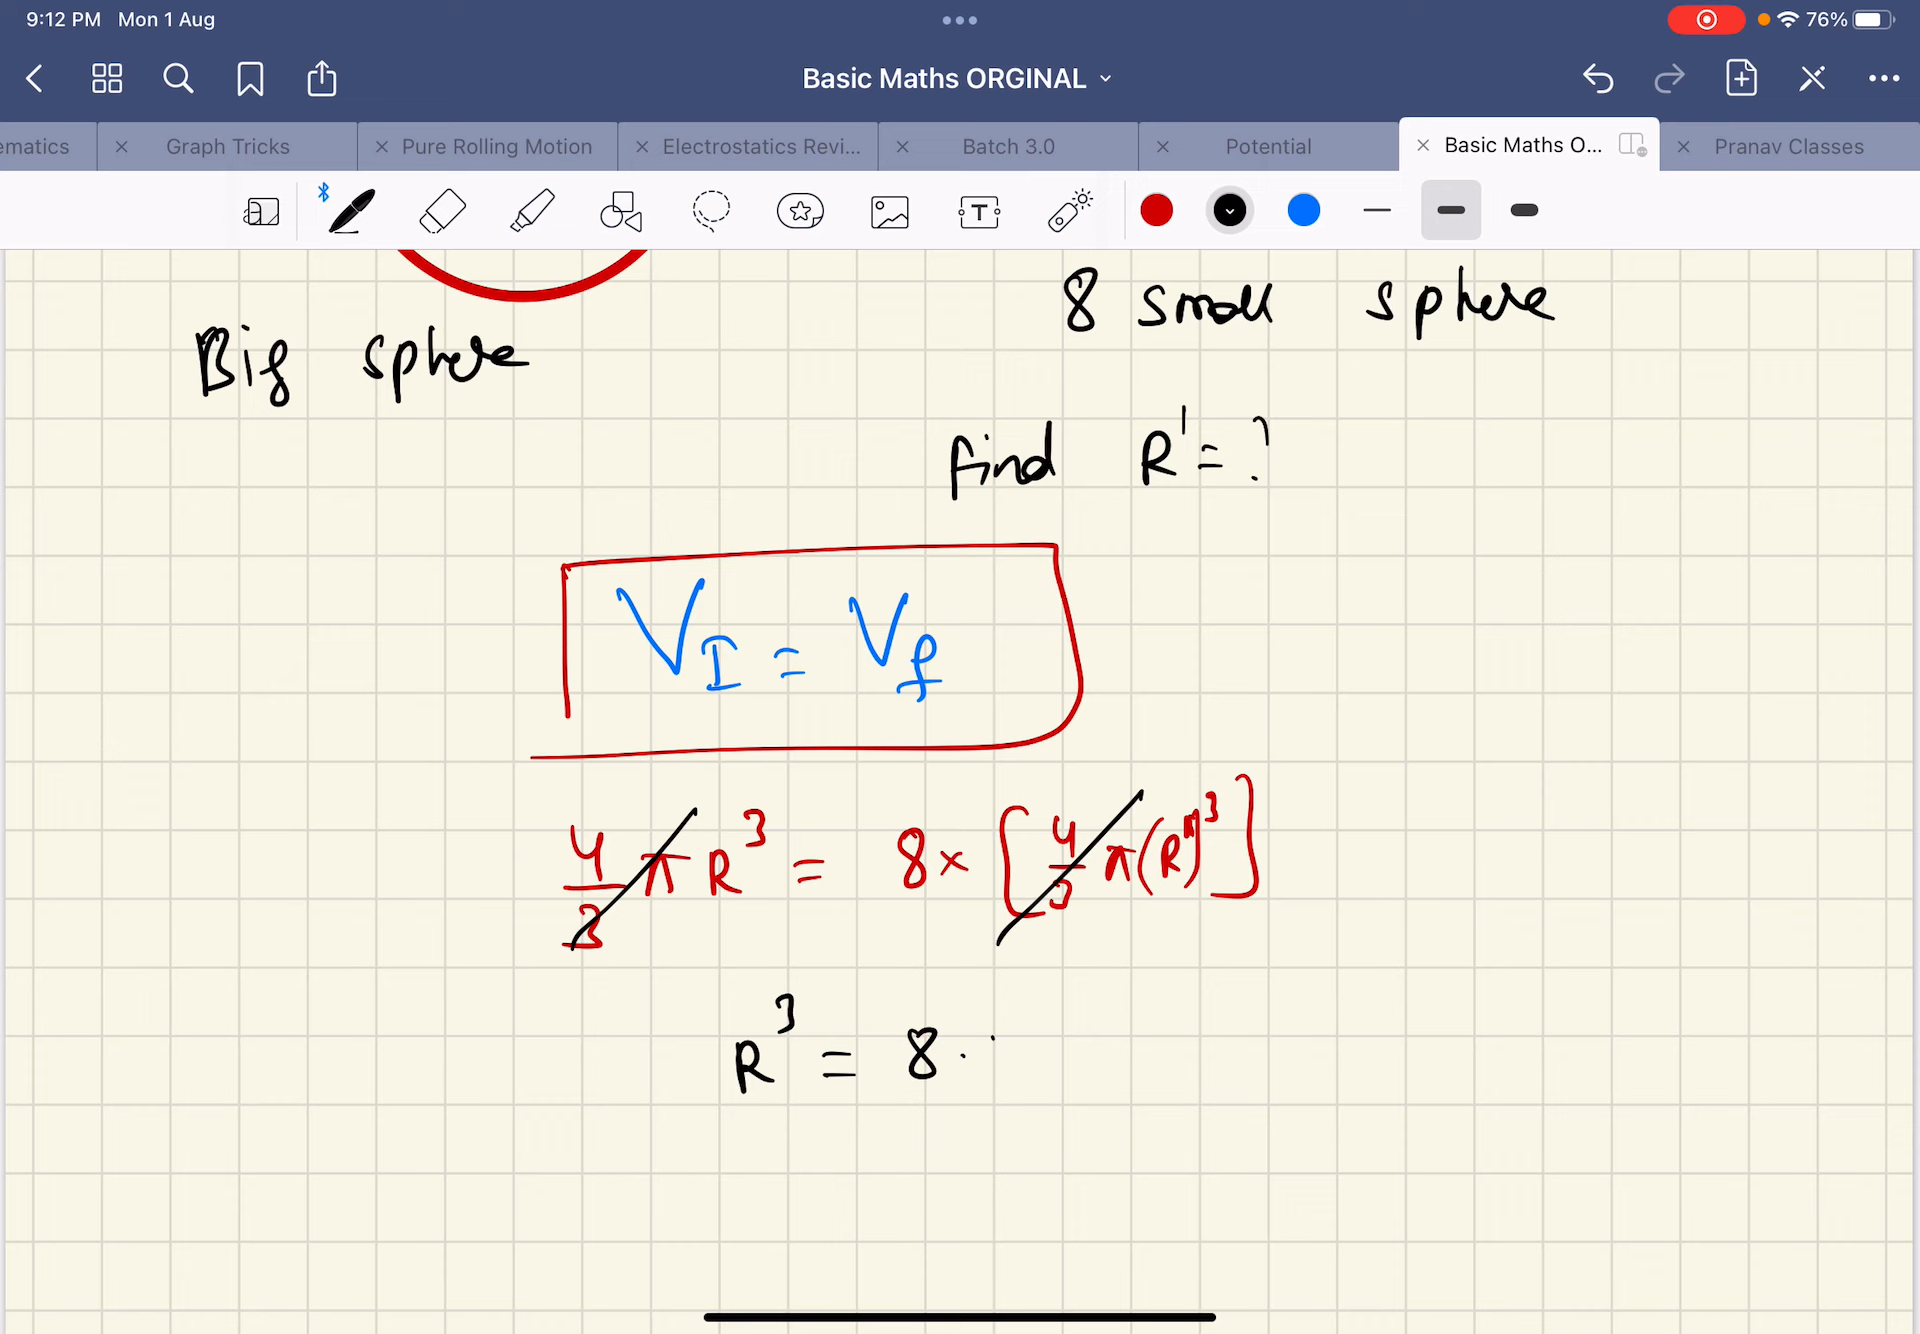 9:12 PM Mon 1 Aug 76%
Basic Maths ORGINAL
ematics Graph Tricks Pure Rolling Motion Electrostatics Revi... Batch 3.0 Potential Basic Maths O... Pranav Classes
8 small sphere
Big sphere
find R' = ?
V_I = V_f
4/3 π R³ = 8 × [4/3 π (R')³]
R³ = 8 ·